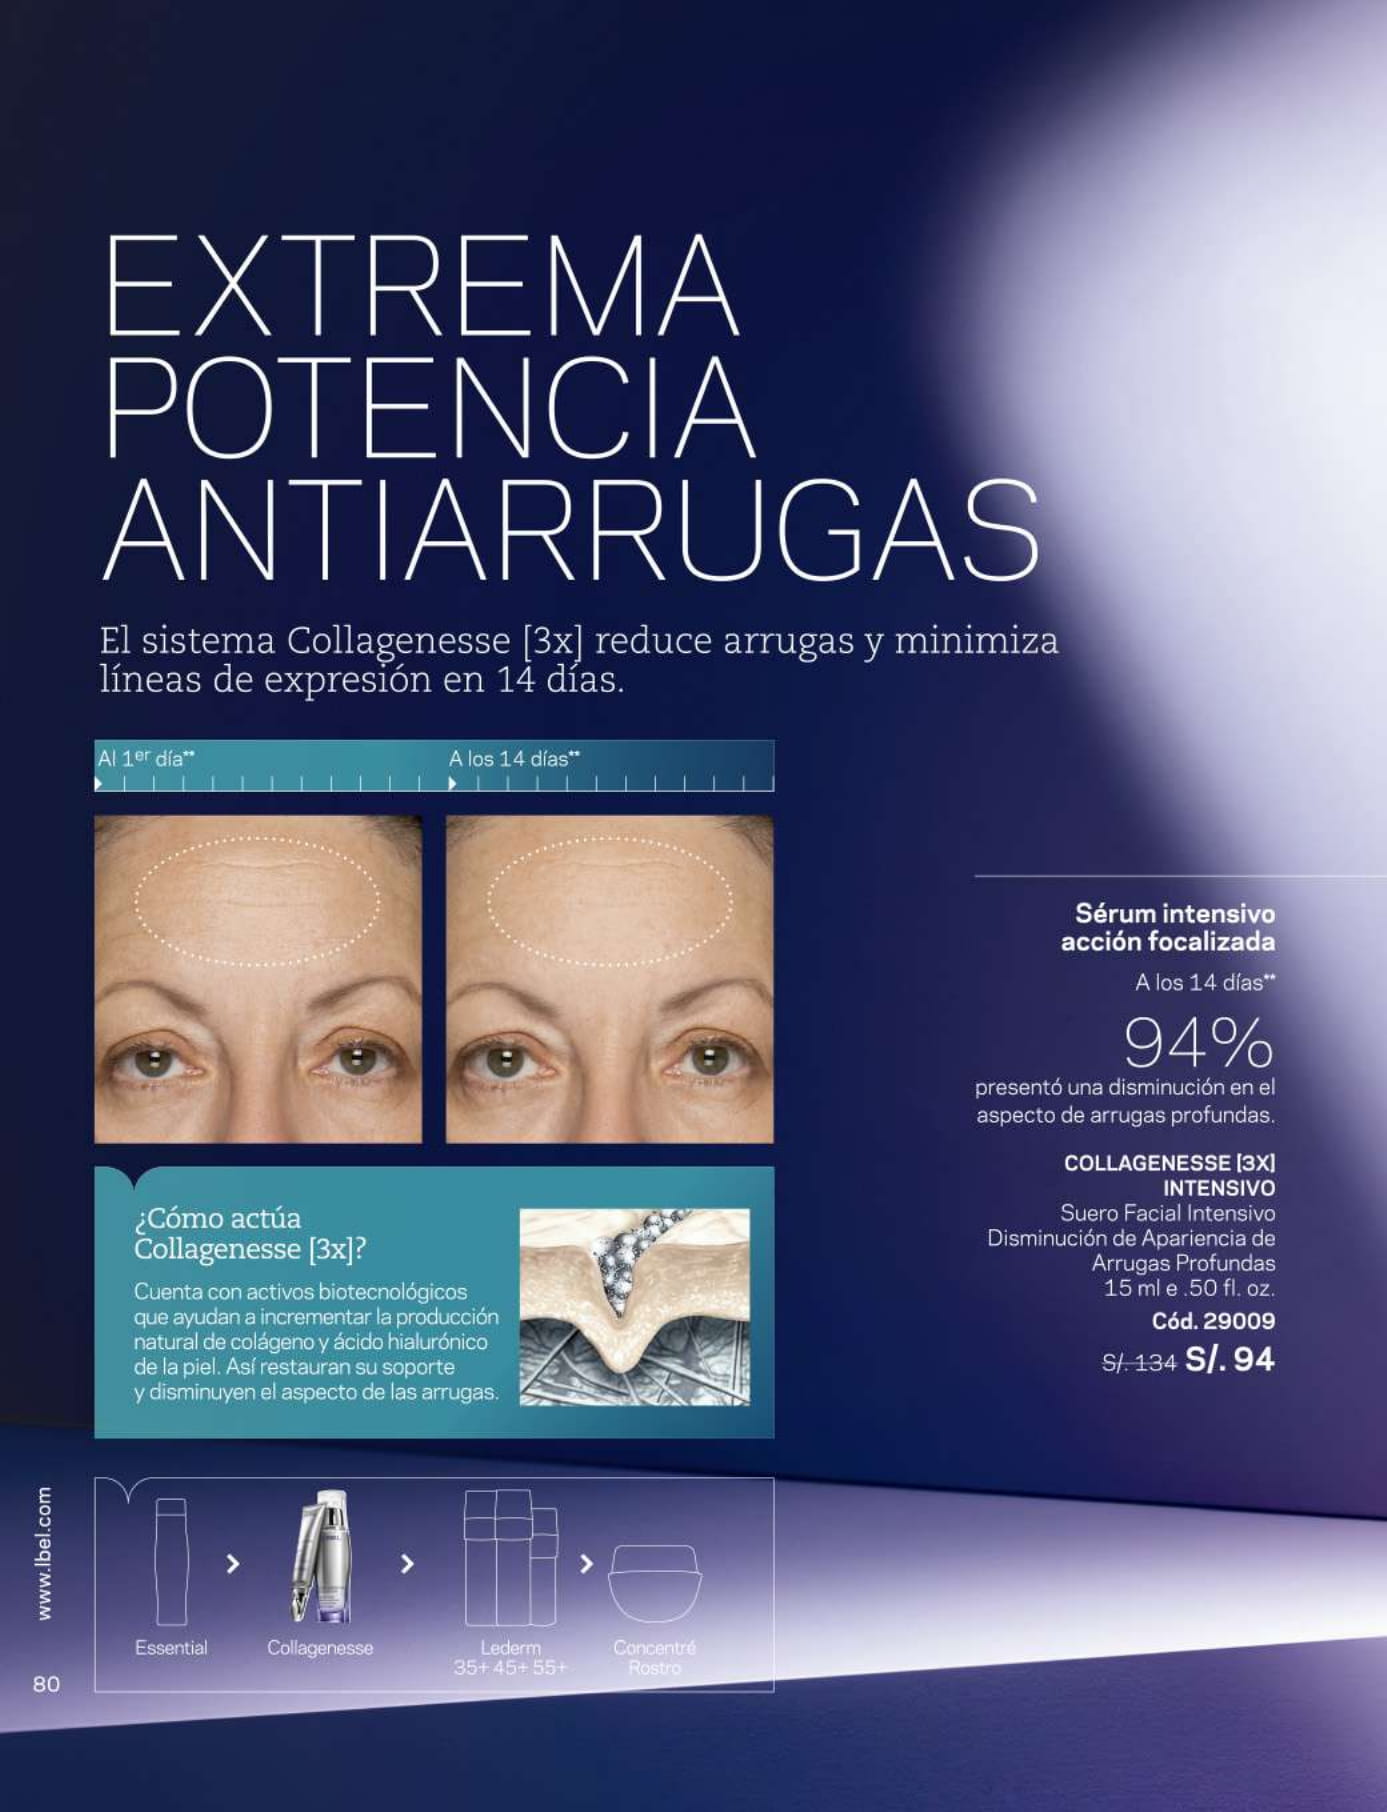 EXTREMA
POTENCIA
ANTIARRUGAS
El sistema Collagenesse [3x] reduce arrugas y minimiza
líneas de expresión en 14 días.
Al 1er día**
A los 14 días**
Sérum intensivo
acción focalizada
A los 14 días**
94%
presentó una disminución en el
aspecto de arrugas profundas.
COLLAGENESSE [3X]
INTENSIVO
Suero Facial Intensivo
Disminución de Apariencia de
Arrugas Profundas
15 ml e .50 fl. oz.
Cód. 29009
S/. 134 S/. 94
¿Cómo actúa
Collagenesse [3x]?
Cuenta con activos biotecnológicos
que ayudan a incrementar la producción
natural de colágeno y ácido hialurónico
de la piel. Así restauran su soporte
y disminuyen el aspecto de las arrugas.
Essential
Collagenesse
Lederm
35+ 45+ 55+
Concentré
Rostro
www.lbel.com
80